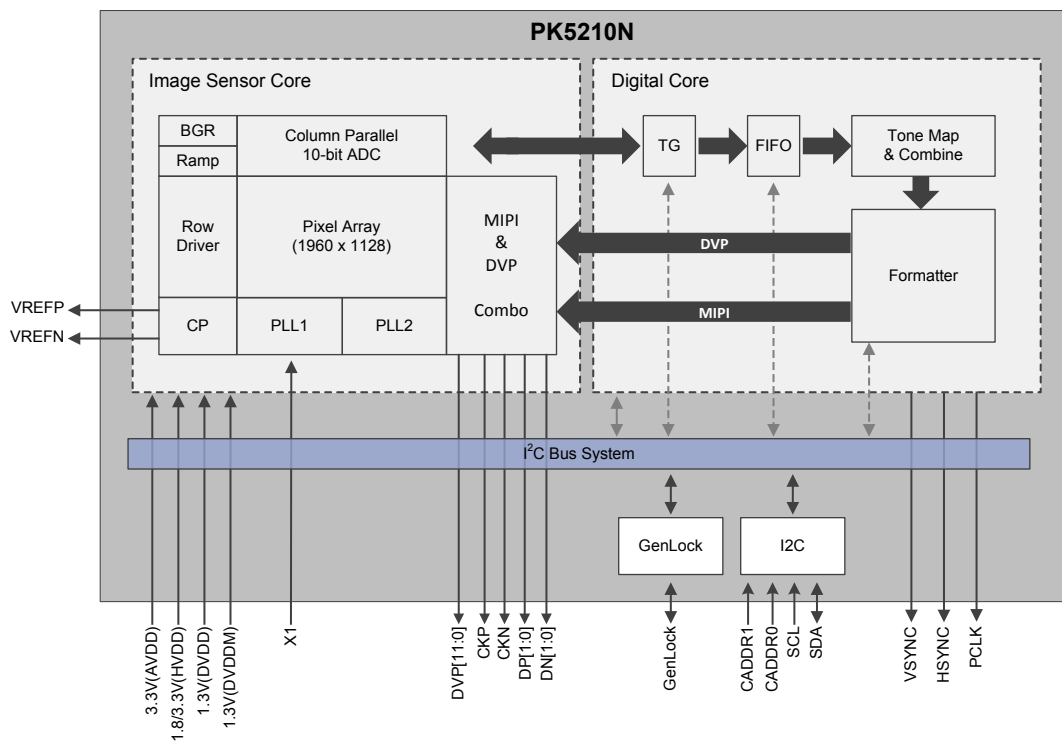 PK5210N
Image Sensor Core
BGR
Ramp
Column Parallel
10-bit ADC
Row
Driver
Pixel Array
(1960 x 1128)
MIPI
&
DVP
Combo
CP
PLL1
PLL2
VREFP
VREFN
Digital Core
TG
FIFO
Tone Map
& Combine
DVP
MIPI
Formatter
I²C Bus System
GenLock
I2C
3.3V(AVDD)
1.8/3.3V(HVDD)
1.3V(DVDD)
1.3V(DVDDM)
X1
DVP[11:0]
CKP
CKN
DP[1:0]
DN[1:0]
GenLock
CADDR1
CADDR0
SCL
SDA
VSYNC
HSYNC
PCLK